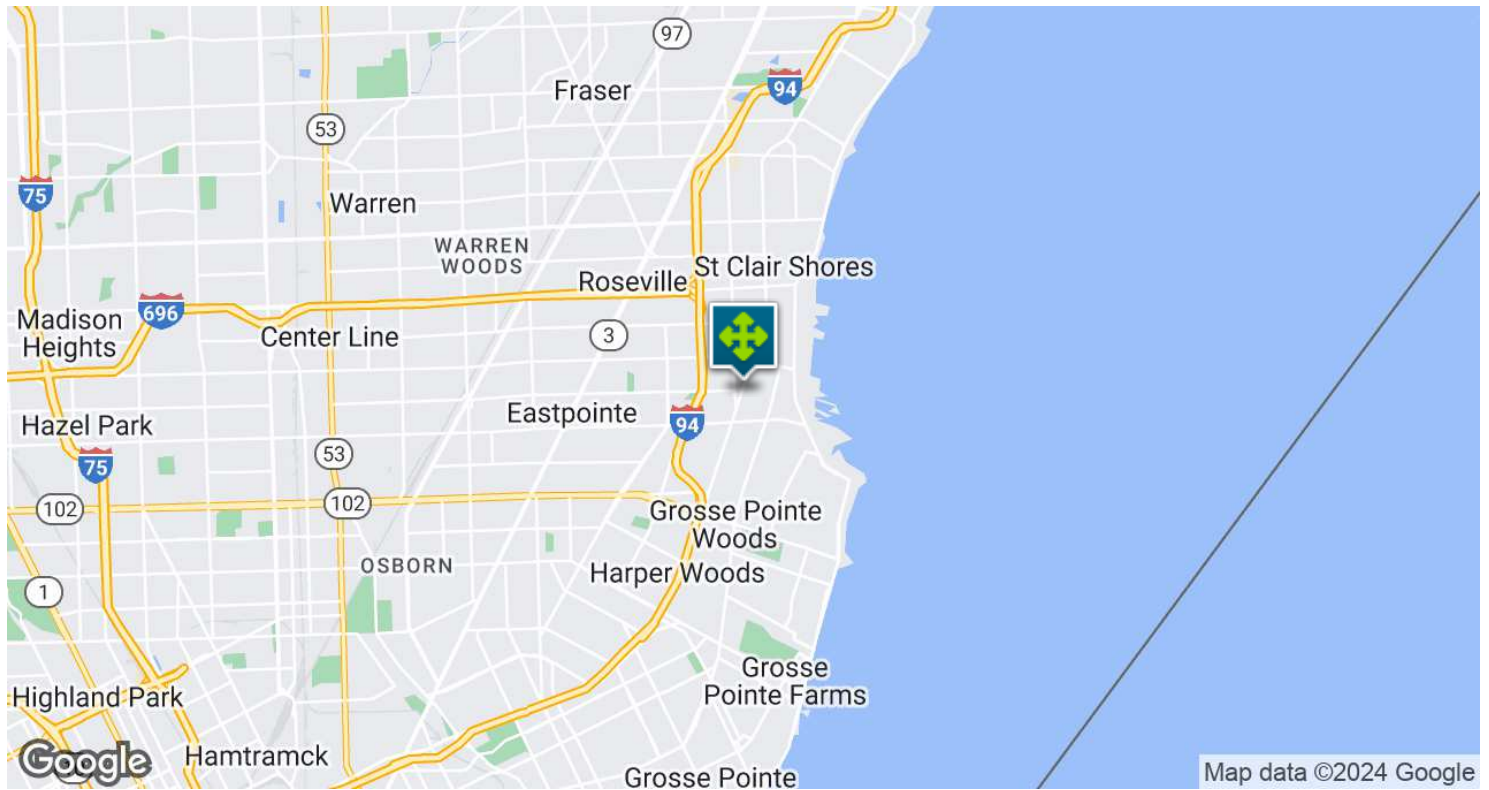 97
Fraser
94
53
75
Warren
WARREN
WOODS
St Clair Shores
Roseville
696
Madison
Heights
Center Line
3
Eastpointe
94
Hazel Park
53
75
102
102
Grosse Pointe
Woods
OSBORN
Harper Woods
1
Grosse
Pointe Farms
Highland Park
Hamtramck
Google
Grosse Pointe
Map data ©2024 Google